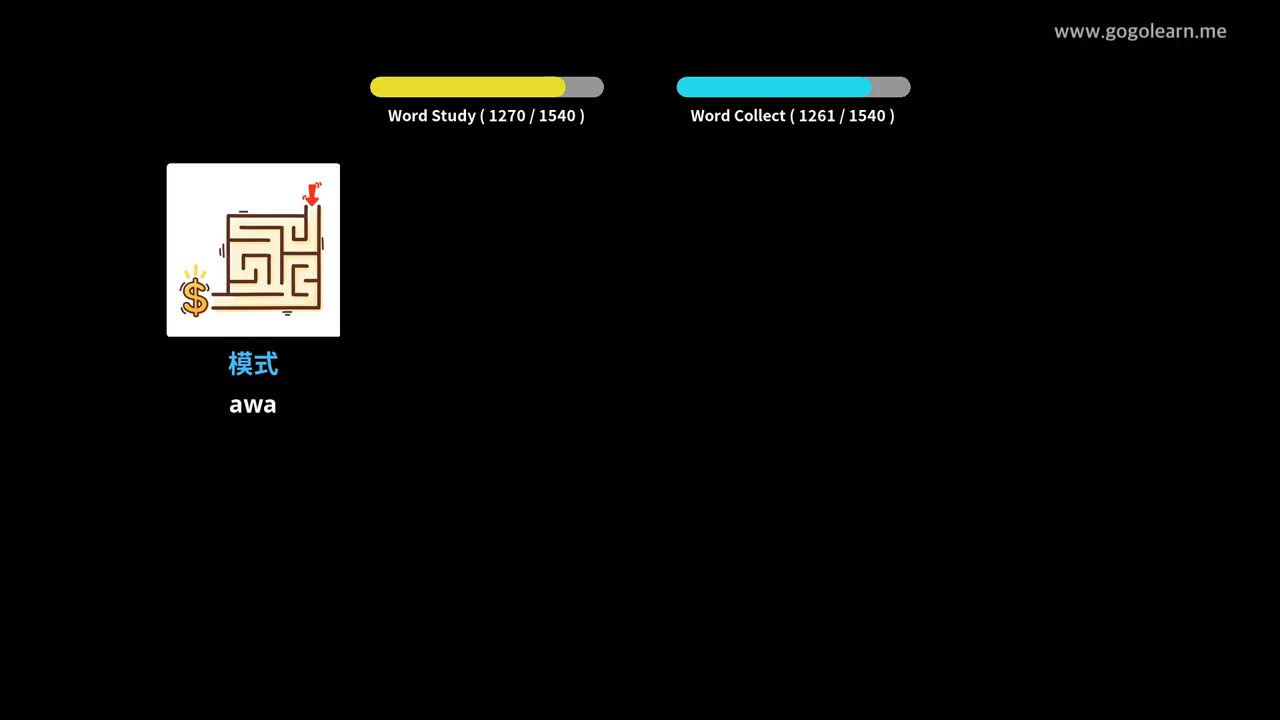 www.gogolearn.me
Word Study ( 1270 / 1540 )
Word Collect ( 1261 / 1540 )
$
模式
awa